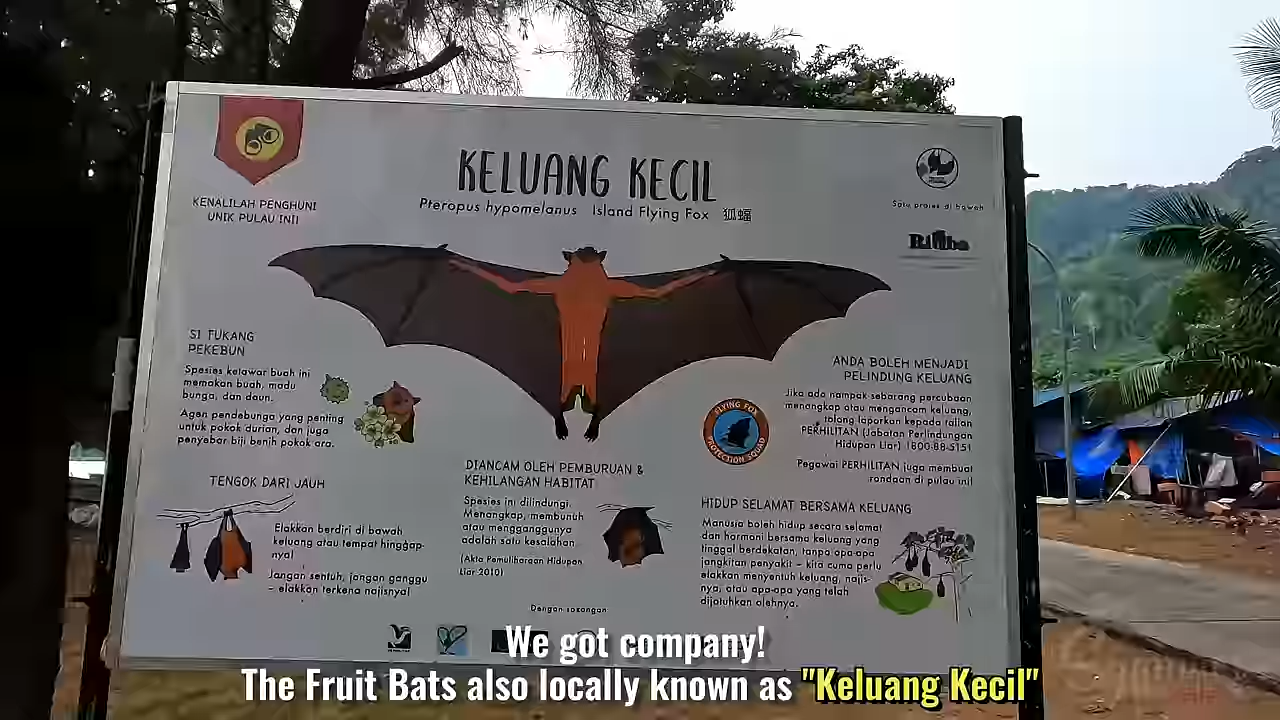 KENALILAH PENGHUNI
UNIK PULAU INI!
KELUANG KECIL
Pteropus hypomelanus Island Flying Fox 狐蝠
Satu projek di bawah
Rimba
SI TUKANG
PEKEBUN
Spesies kelawar buah ini
memakan buah, madu
bunga, dan daun.
Agen pendebunga yang penting
untuk pokok durian, dan juga
penyebar biji benih pokok ara.
TENGOK DARI JAUH
Elakkan berdiri di bawah
keluang atau tempat hinggap-
nya!
Jangan sentuh, jangan ganggu
– elakkan terkena najisnya!
DIANCAM OLEH PEMBURUAN &
KEHILANGAN HABITAT
Spesies ini dilindungi.
Menangkap, membunuh
atau mengganggunya
adalah satu kesalahan.
(Akta Pemuliharaan Hidupan
Liar 2010)
ANDA BOLEH MENJADI
PELINDUNG KELUANG
Jika ada nampak sebarang percubaan
menangkap atau mengancam keluang,
tolong laporkan kepada talian
PERHILITAN (Jabatan Perlindungan
Hidupan Liar) 1800-88-5151
Pegawai PERHILITAN juga membuat
rondaan di pulau ini!
FLYING FOX
PROTECTION SQUAD
HIDUP SELAMAT BERSAMA KELUANG
Manusia boleh hidup secara selamat
dan harmoni bersama keluang yang
tinggal berdekatan, tanpa apa-apa
jangkitan penyakit – kita cuma perlu
elakkan menyentuh keluang, najis-
nya, atau apa-apa yang telah
dijatuhkan olehnya.
Dengan sokongan
We got company!
The Fruit Bats also locally known as "Keluang Kecil"